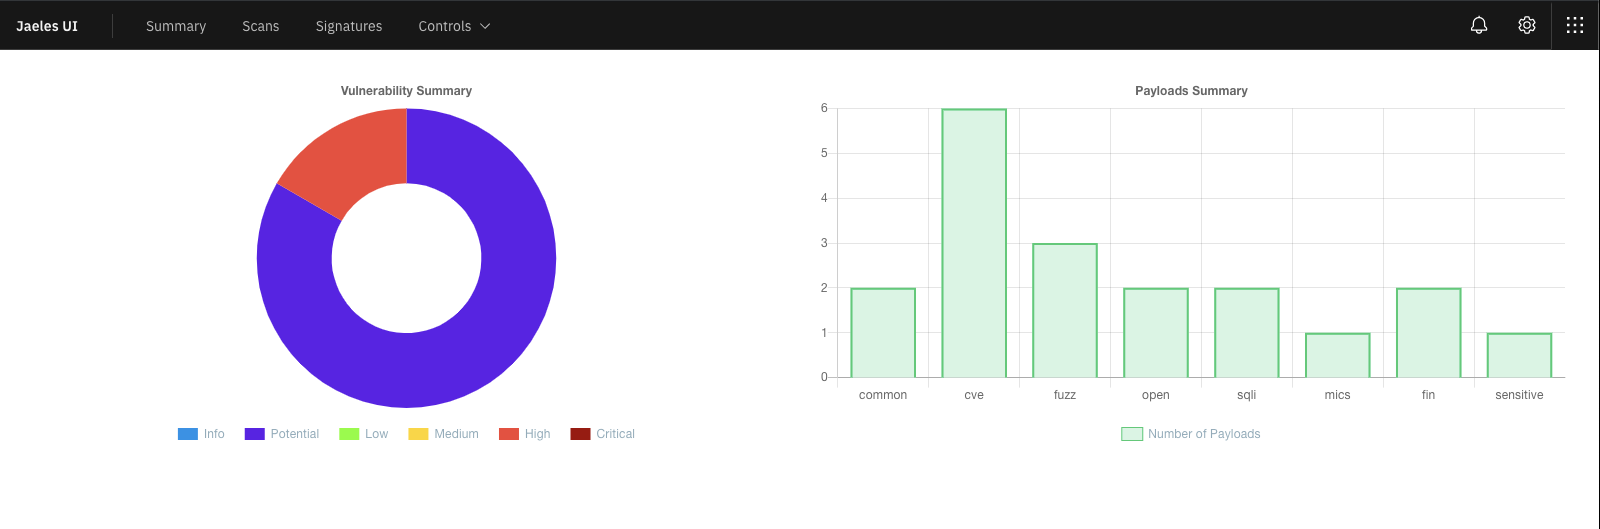 Jaeles UI
Summary
Scans
Signatures
Controls
Vulnerability Summary
Info
Potential
Low
Medium
High
Critical
Payloads Summary
6
5
4
3
2
1
0
common
cve
fuzz
open
sqli
mics
fin
sensitive
Number of Payloads